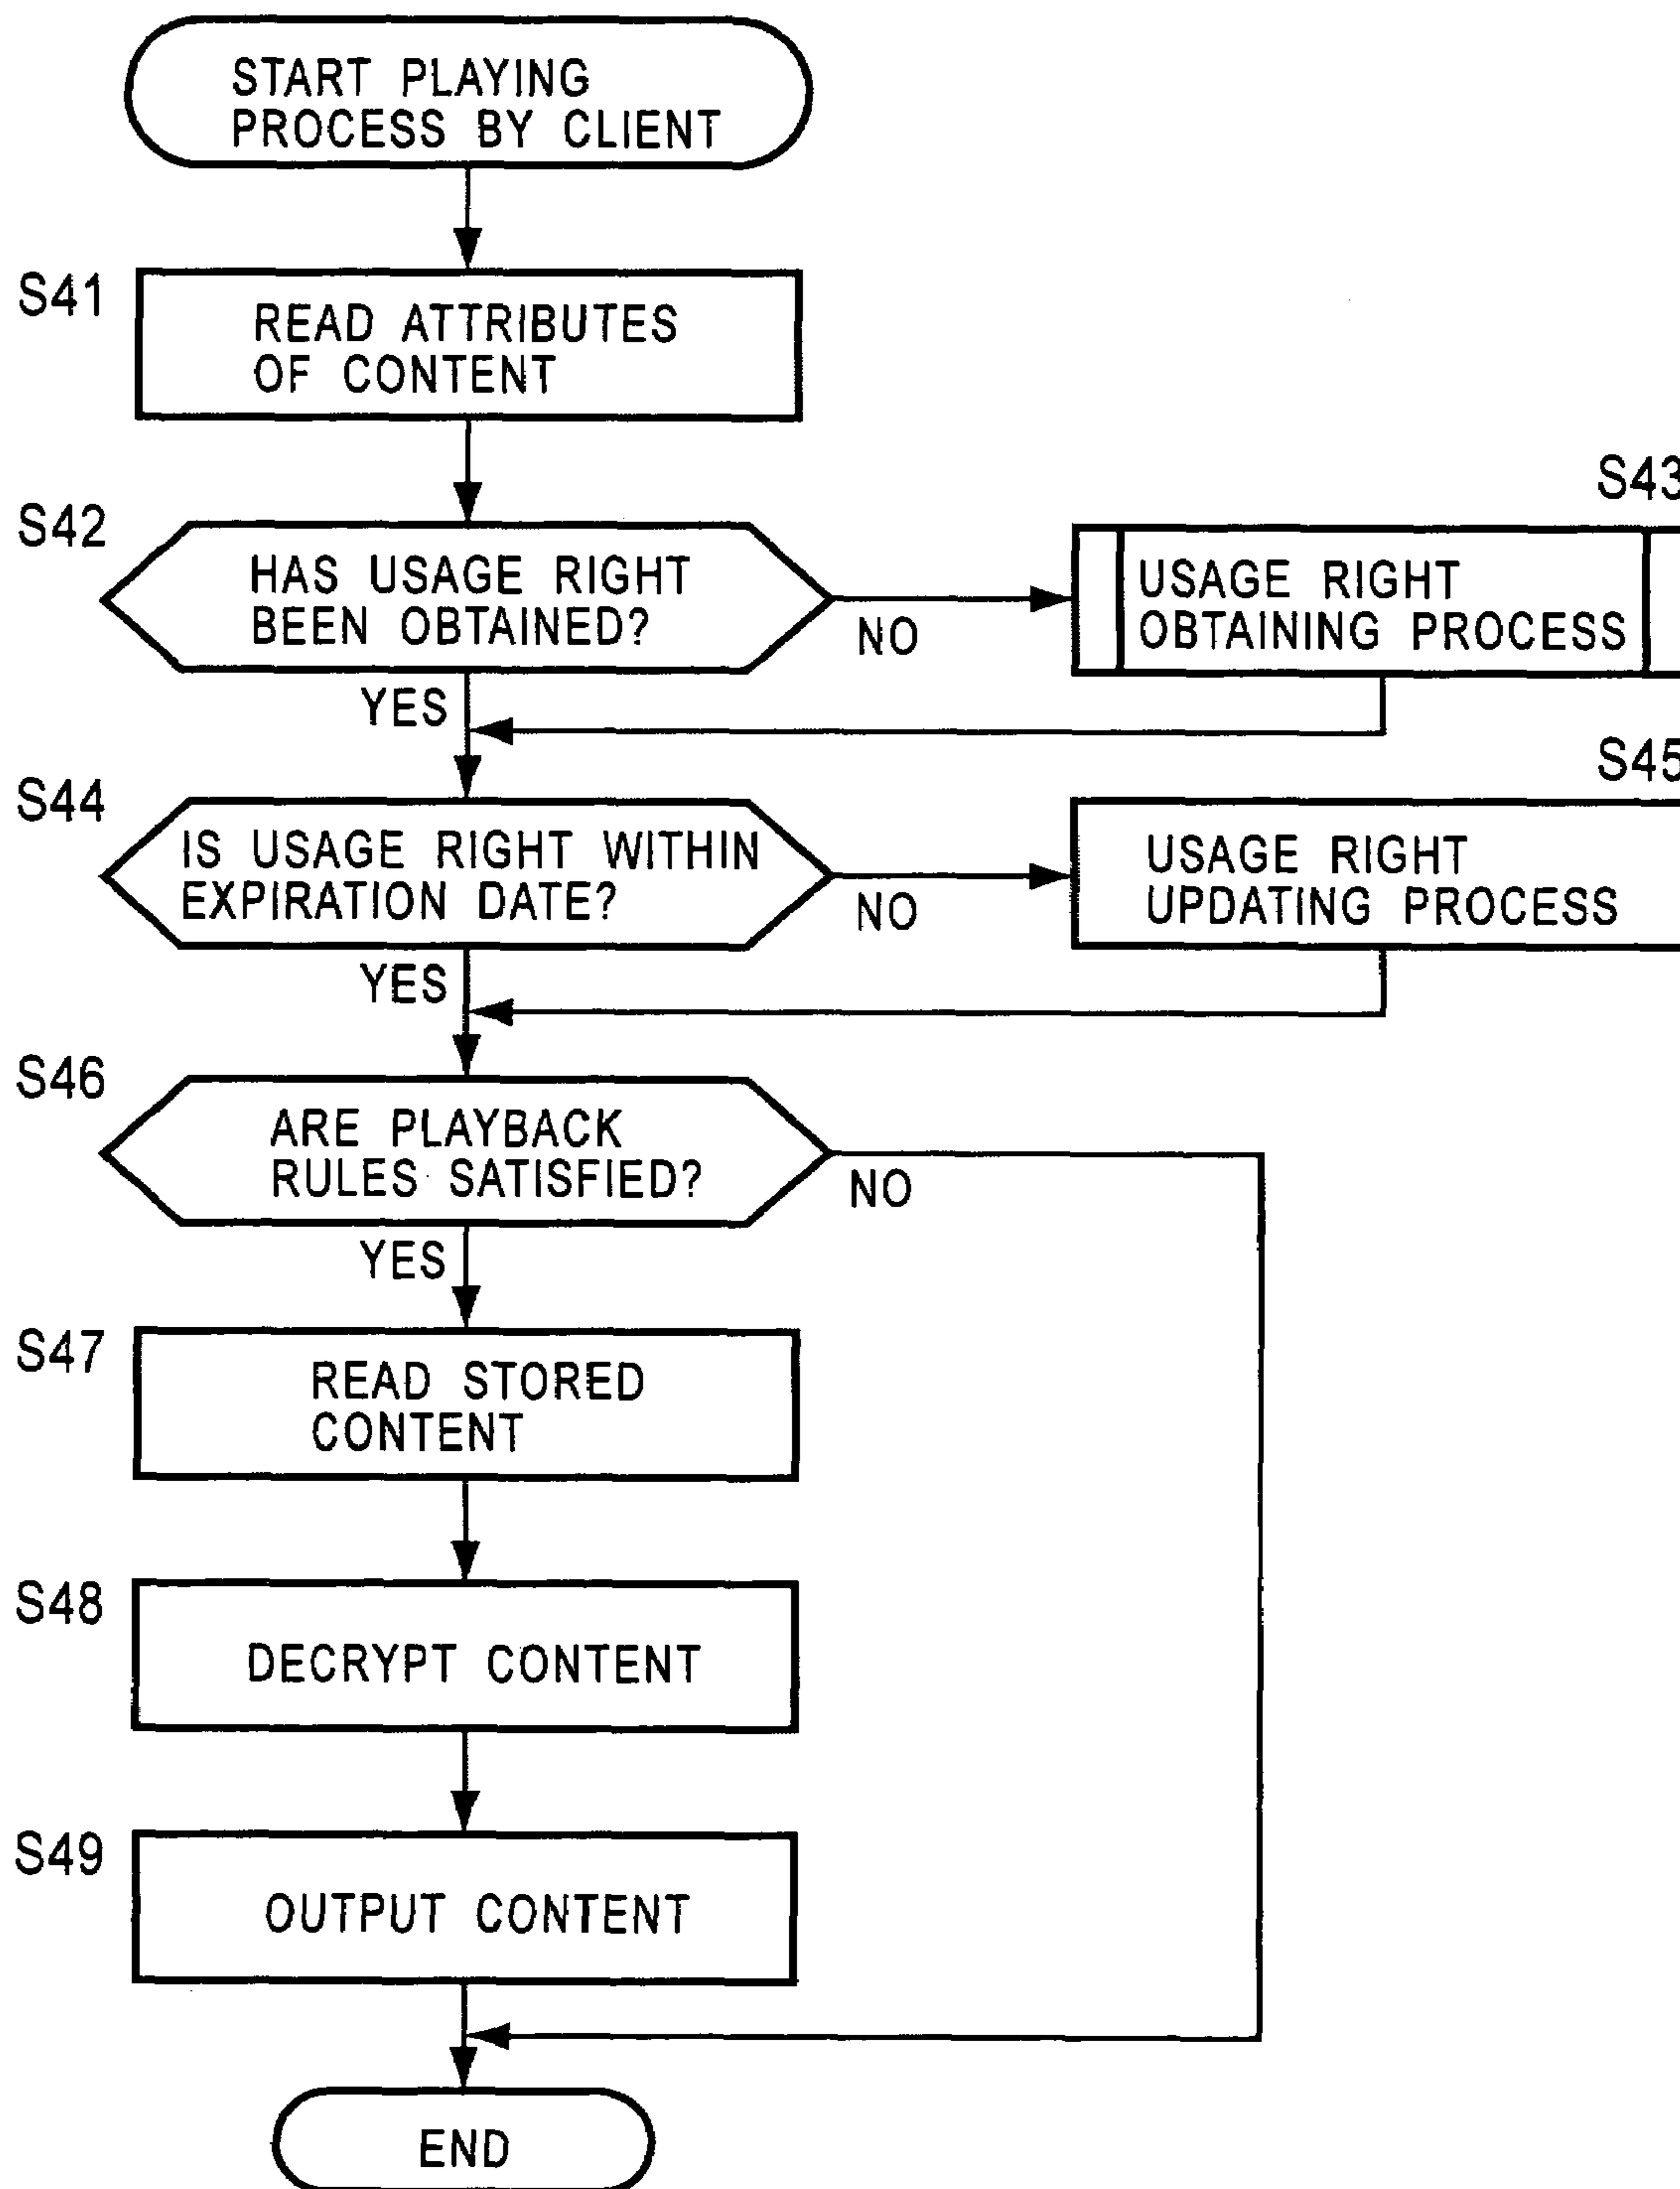 START PLAYING
PROCESS BY CLIENT
S41
READ ATTRIBUTES
OF CONTENT
S42
HAS USAGE RIGHT
BEEN OBTAINED?
NO
YES
S43
USAGE RIGHT
OBTAINING PROCESS
S44
IS USAGE RIGHT WITHIN
EXPIRATION DATE?
NO
YES
S45
USAGE RIGHT
UPDATING PROCESS
S46
ARE PLAYBACK
RULES SATISFIED?
NO
YES
S47
READ STORED
CONTENT
S48
DECRYPT CONTENT
S49
OUTPUT CONTENT
END